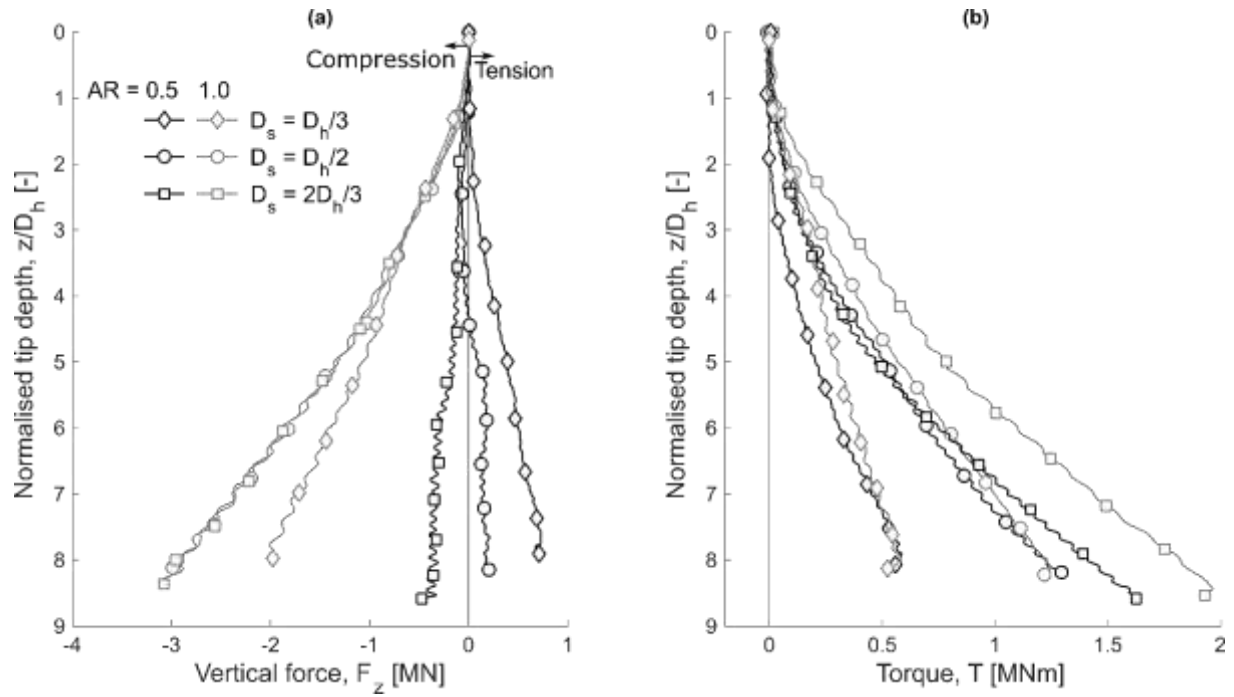 (a)
Normalised tip depth, z/D_h [-]
0
1
2
3
4
5
6
7
8
9
Compression
Tension
AR = 0.5 1.0
D_s = D_h/3
D_s = D_h/2
D_s = 2D_h/3
-4 -3 -2 -1 0 1
Vertical force, F_z [MN]
(b)
Normalised tip depth, z/D_h [-]
0
1
2
3
4
5
6
7
8
9
0 0.5 1 1.5 2
Torque, T [MNm]